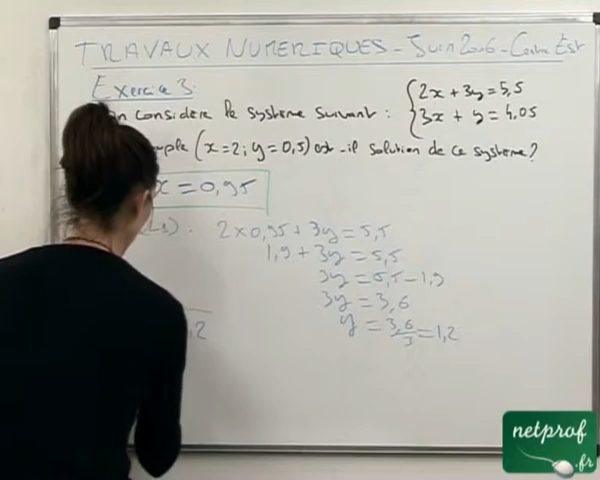 TRAVAUX NUMERIQUES - Juin 2006 - Centre Est
Exercice 3:
on considère le système suivant : { 2x + 3y = 5,5
3x + y = 4,05
(x = 2 ; y = 0,5) est-il solution de ce système ?
x = 0,95
2 x 0,95 + 3y = 5,5
1,9 + 3y = 5,5
3y = 5,5 - 1,9
3y = 3,6
y = 3,6/3 = 1,2
,2
netprof
.fr